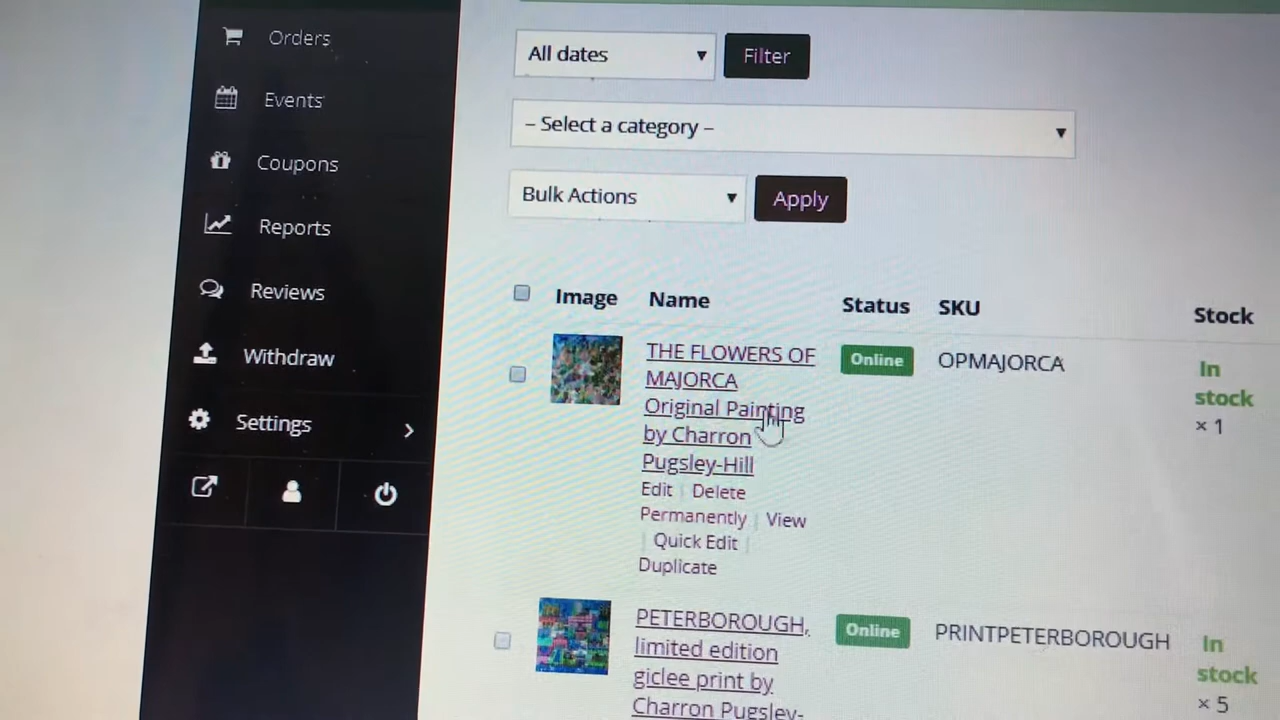 Orders
Events
Coupons
Reports
Reviews
Withdraw
Settings
All dates
Filter
– Select a category –
Bulk Actions
Apply
Image Name Status SKU Stock
THE FLOWERS OF
MAJORCA
Original Painting
by Charron
Pugsley-Hill
Edit | Delete
Permanently | View
| Quick Edit |
Duplicate
Online
OPMAJORCA
In
stock
× 1
PETERBOROUGH,
limited edition
giclee print by
Charron Pugsley-
Online
PRINTPETERBOROUGH
In
stock
× 5